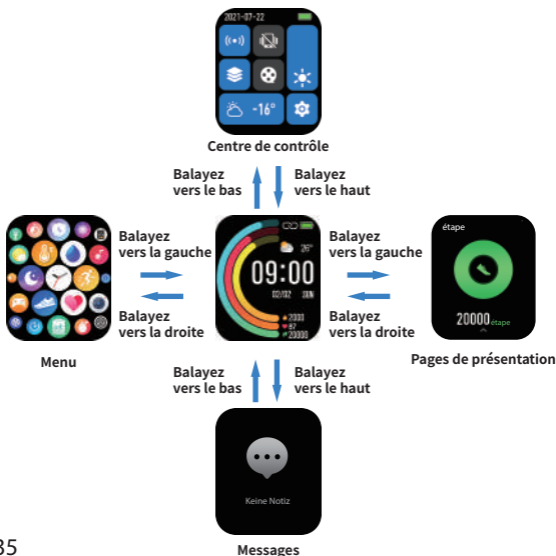 2021-07-22
-16°
Centre de contrôle
Balayez
vers le bas
Balayez
vers le haut
Balayez
vers la gauche
Balayez
vers la droite
Menu
26°
09:00
02/02 SUN
2000
87
20000
Balayez
vers la gauche
Balayez
vers la droite
étape
20000 étape
Pages de présentation
Balayez
vers le bas
Balayez
vers le haut
Keine Notiz
Messages
35